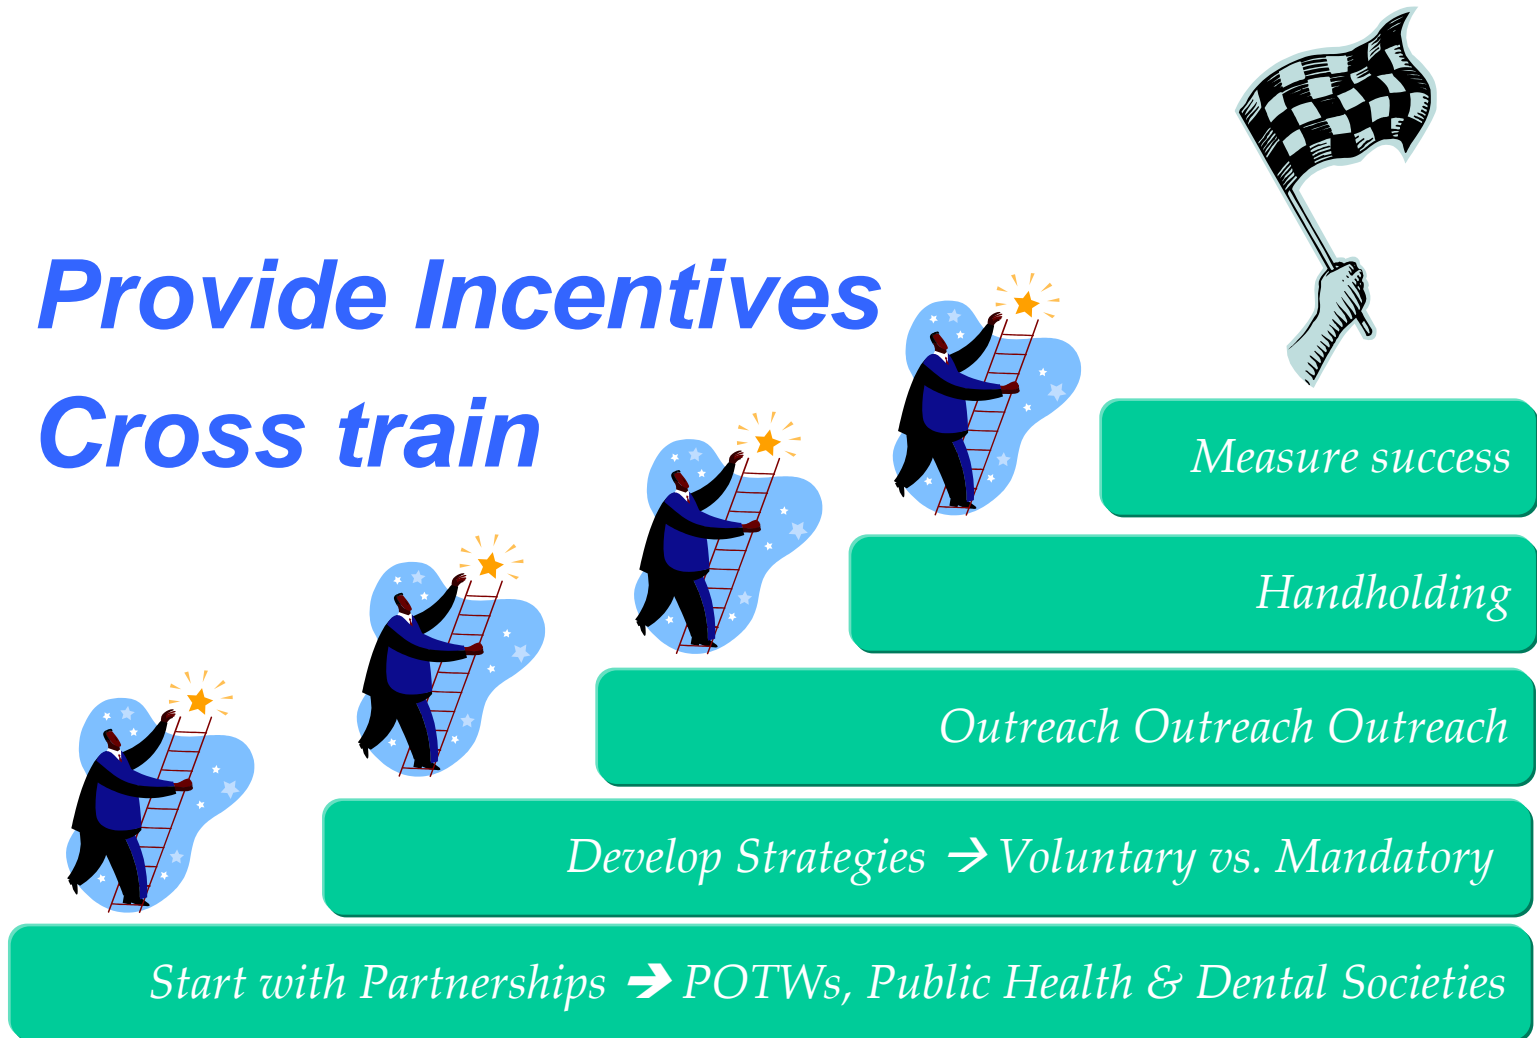 Provide Incentives
Cross train
Measure success
Handholding
Outreach Outreach Outreach
Develop Strategies → Voluntary vs. Mandatory
Start with Partnerships → POTWs, Public Health & Dental Societies